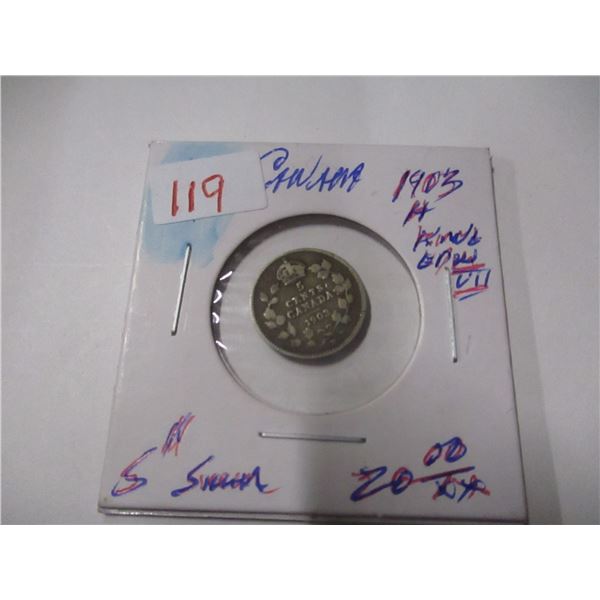 119
CANADA
1903
H
KING
EDW
VII
5
CENTS
CANADA
1903
5¢ SILVER
20 00